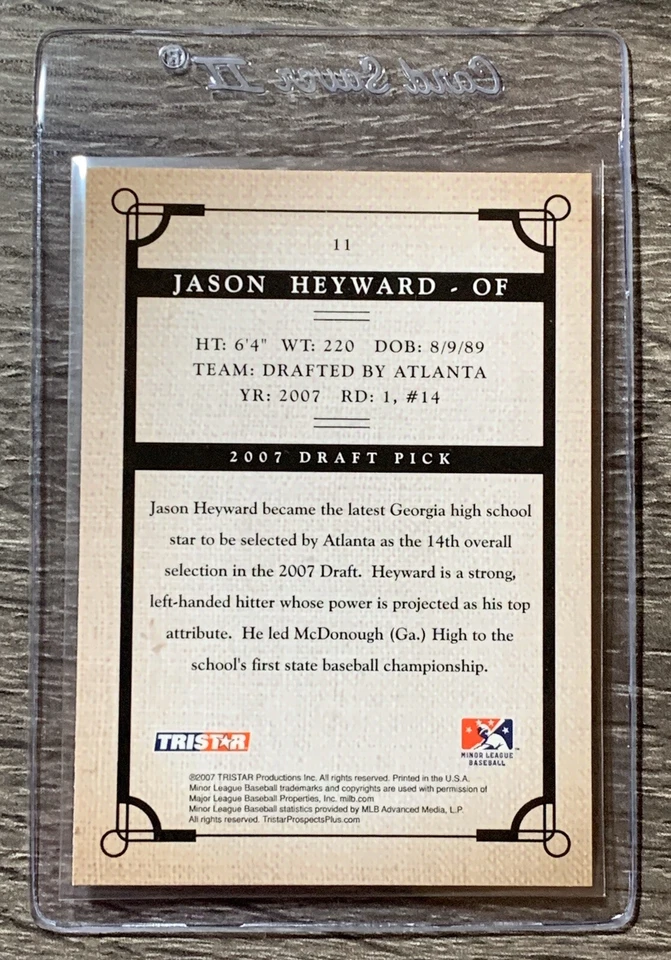 Card Saver II®
11
JASON HEYWARD - OF
HT: 6'4" WT: 220 DOB: 8/9/89
TEAM: DRAFTED BY ATLANTA
YR: 2007 RD: 1, #14
2007 DRAFT PICK
Jason Heyward became the latest Georgia high school
star to be selected by Atlanta as the 14th overall
selection in the 2007 Draft. Heyward is a strong,
left-handed hitter whose power is projected as his top
attribute. He led McDonough (Ga.) High to the
school's first state baseball championship.
TRISTAR
MINOR LEAGUE
BASEBALL
™
©2007 TRISTAR Productions Inc. All rights reserved. Printed in the U.S.A.
Minor League Baseball trademarks and copyrights are used with permission of
Major League Baseball Properties, Inc. milb.com
Minor League Baseball statistics provided by MLB Advanced Media, L.P.
All rights reserved. TristarProspectsPlus.com